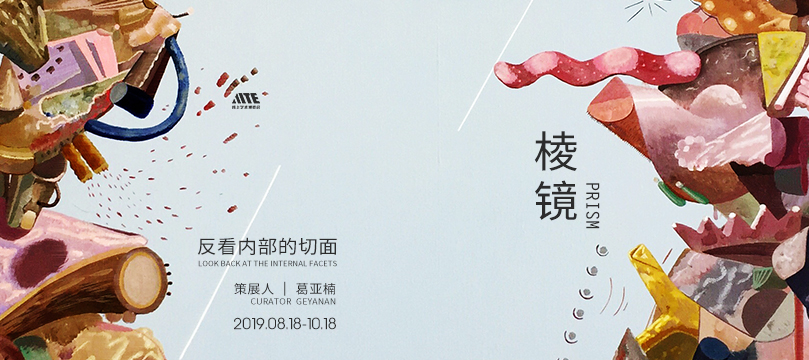 AITE
棱镜
PRISM
反看内部的切面
LOOK BACK AT THE INTERNAL FACETS
策展人 | 葛亚楠
CURATOR GEYANAN
2019.08.18-10.18